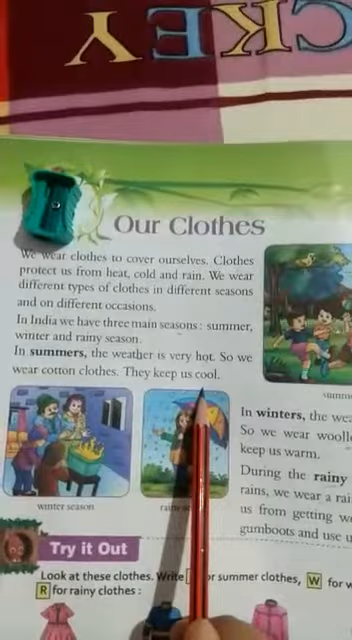 CKEY
Our Clothes
We wear clothes to cover ourselves. Clothes
protect us from heat, cold and rain. We wear
different types of clothes in different seasons
and on different occasions.
In India we have three main seasons : summer,
winter and rainy season.
In summers, the weather is very hot. So we
wear cotton clothes. They keep us cool.
summ
winter season
rainy
In winters, the wea
So we wear wooll
keep us warm.
During the rainy
rains, we wear a rai
us from getting w
gumboots and use u
Try it Out
Look at these clothes. Write or summer clothes, W for w
R for rainy clothes :